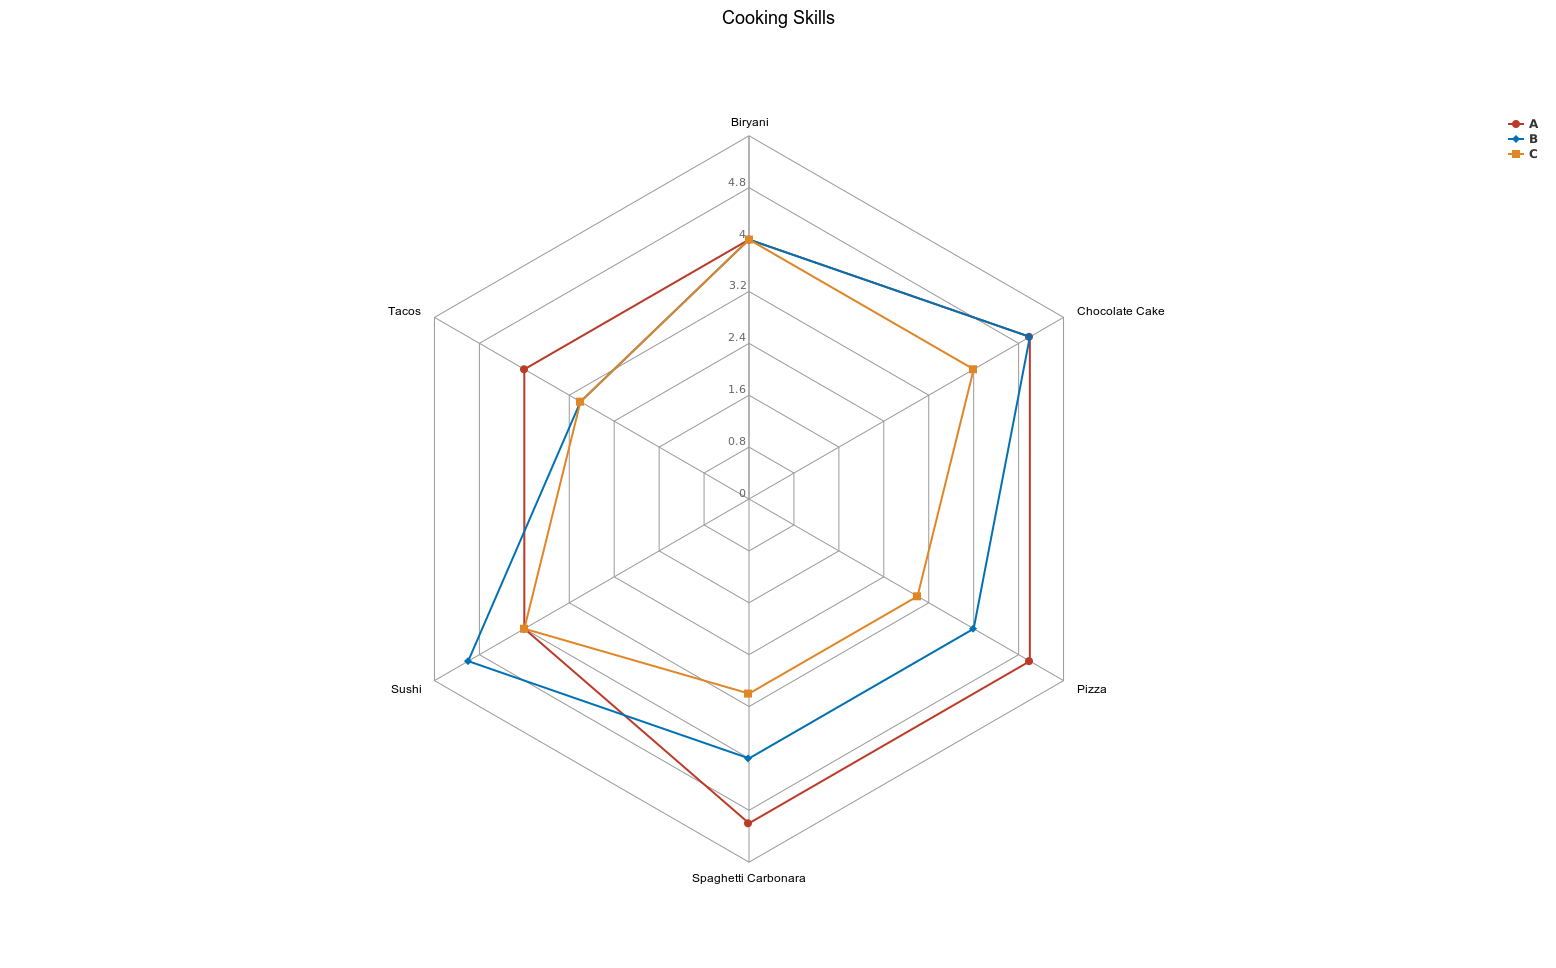 Cooking Skills
A
B
C
Biryani
4.8
4
3.2
2.4
1.6
0.8
0
Tacos
Chocolate Cake
Sushi
Pizza
Spaghetti Carbonara